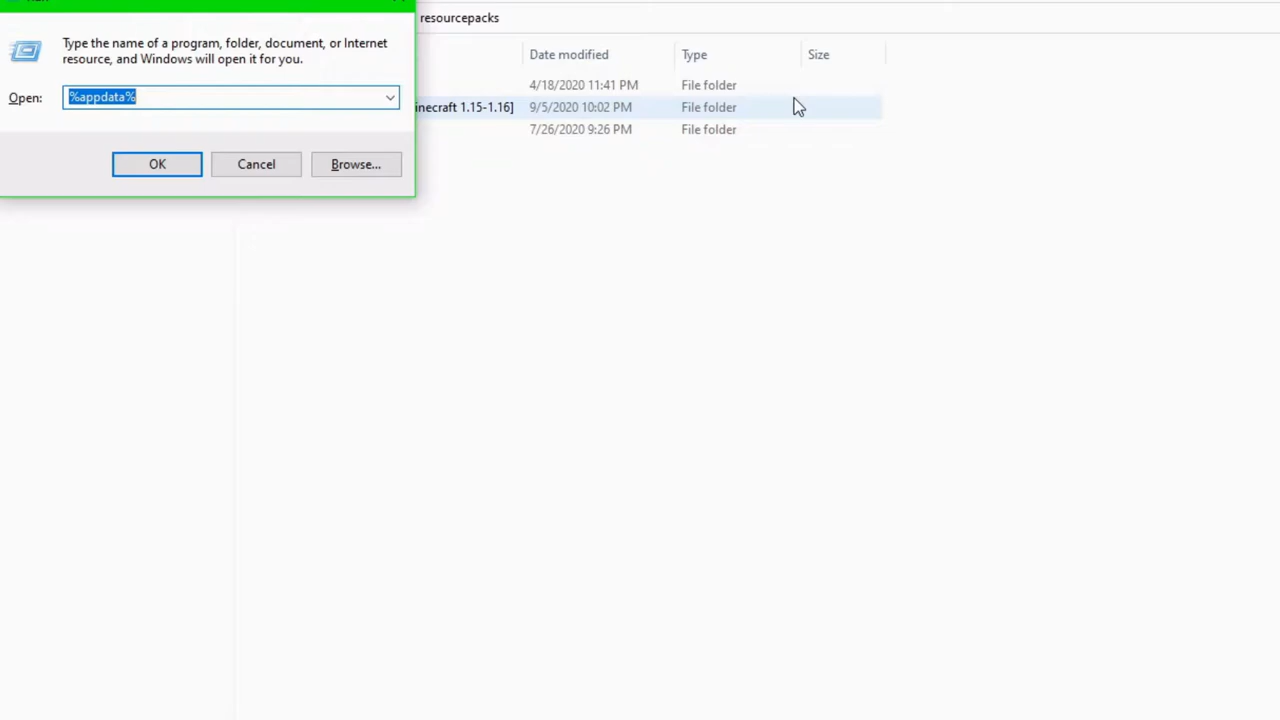 resourcepacks
Type the name of a program, folder, document, or Internet
resource, and Windows will open it for you.
Open: %appdata%
OK Cancel Browse...
Date modified Type Size
4/18/2020 11:41 PM File folder
inecraft 1.15-1.16] 9/5/2020 10:02 PM File folder
7/26/2020 9:26 PM File folder